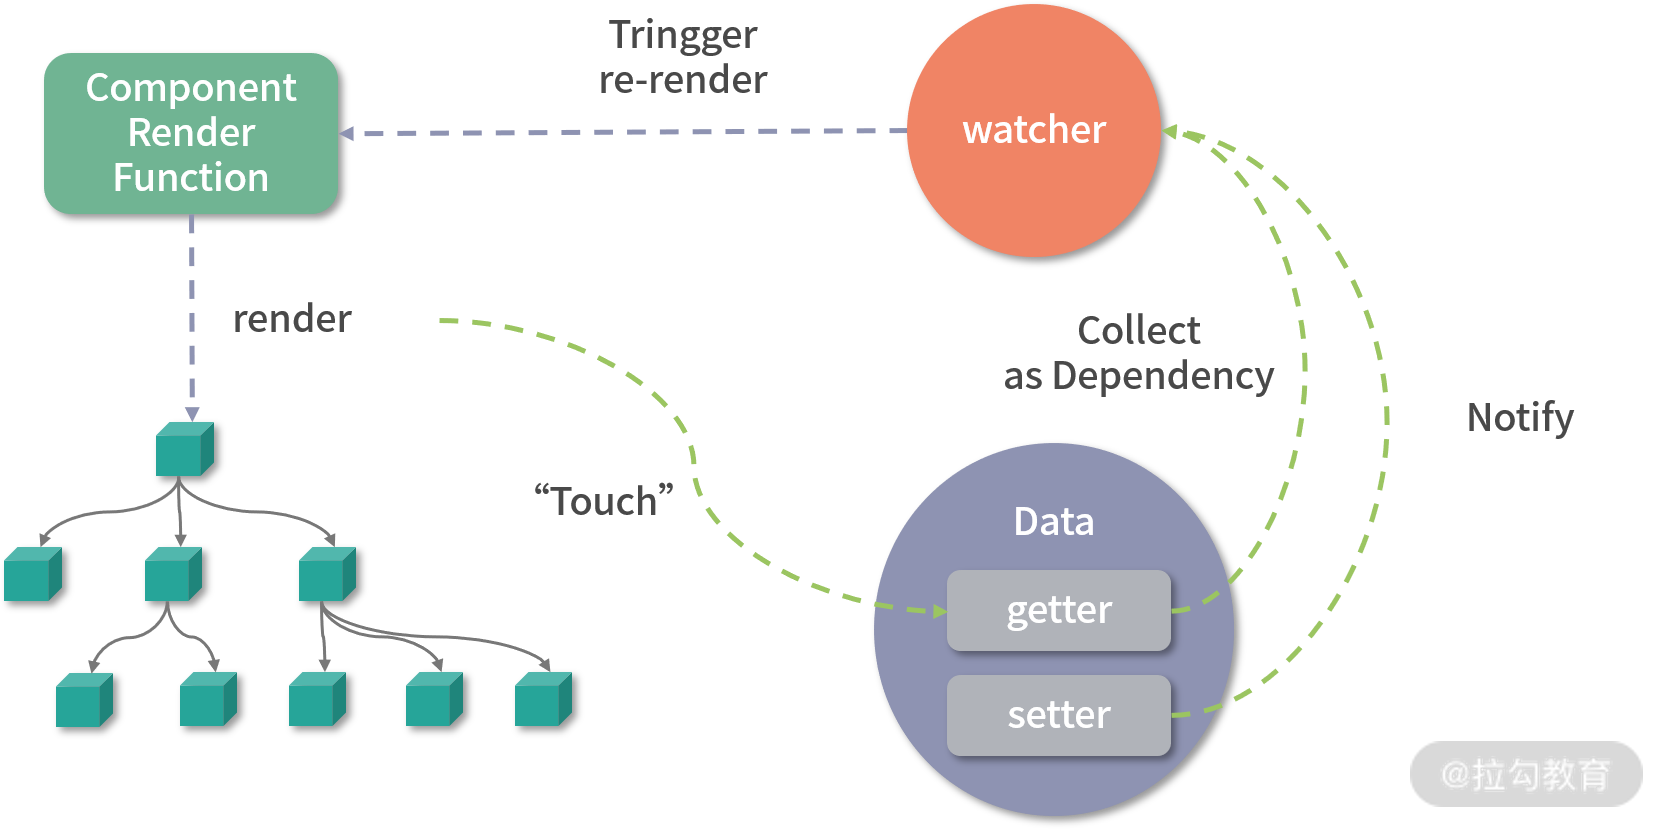 Tringger
re-render
Component
Render
Function
watcher
render
Collect
as Dependency
Notify
“Touch”
Data
getter
setter
@拉勾教育